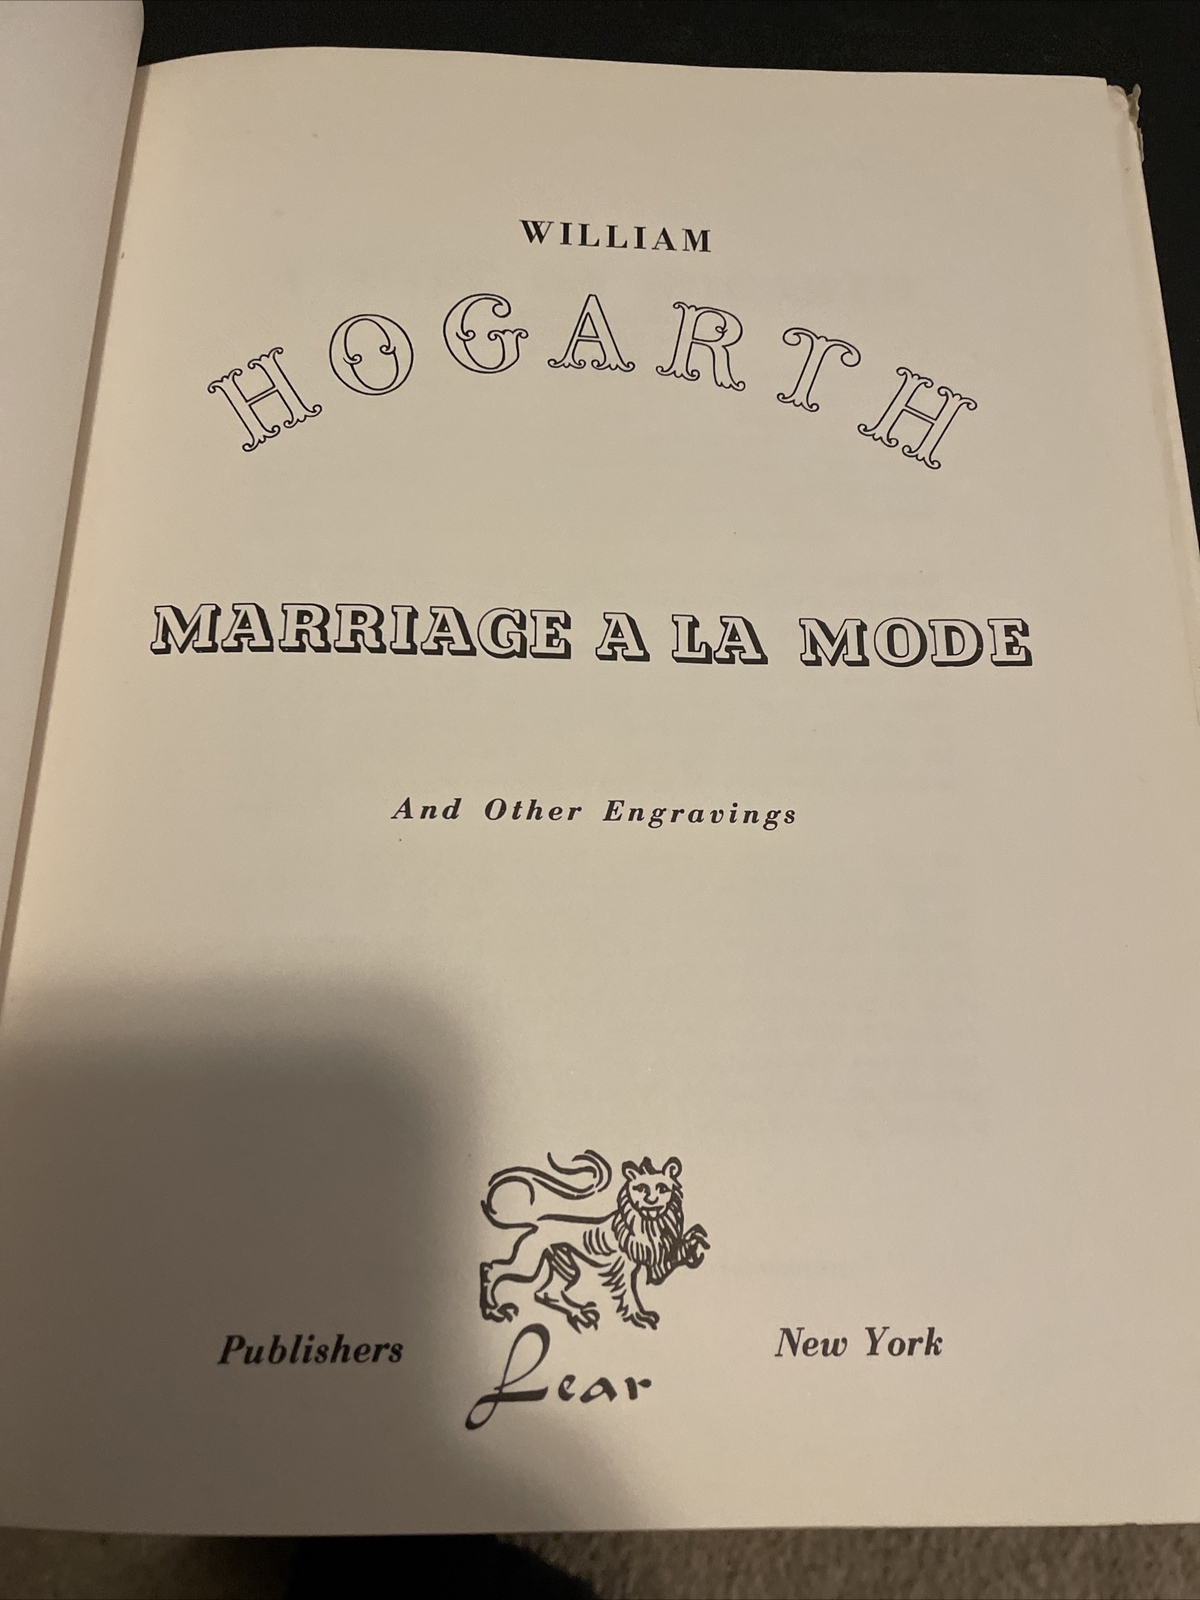 WILLIAM
HOGARTH
MARRIAGE A LA MODE
And Other Engravings
Publishers Lear New York